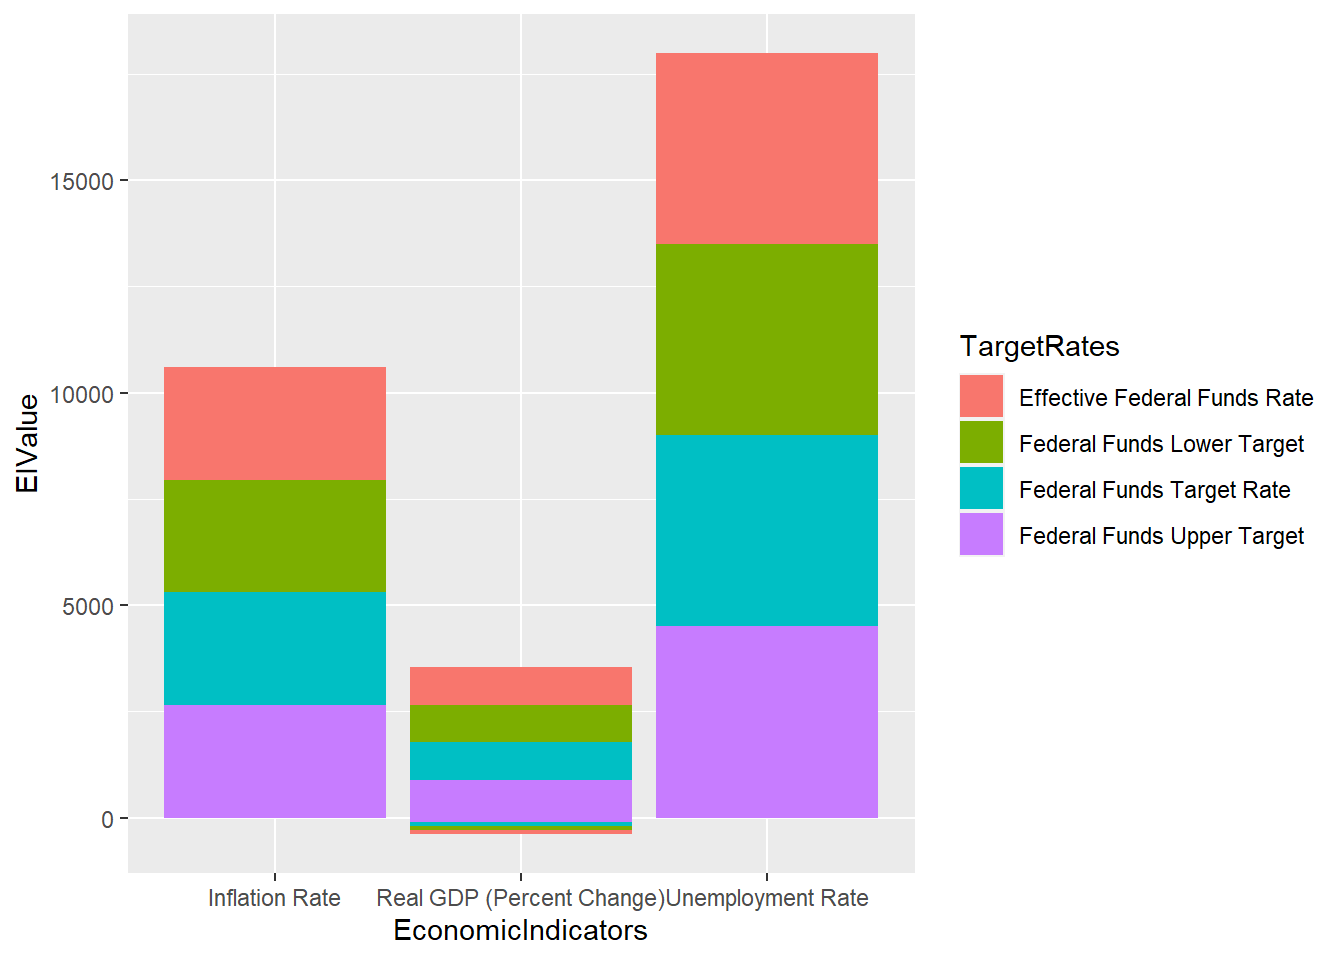 15000
10000
5000
0
EIValue
Inflation Rate
Real GDP (Percent Change)
Unemployment Rate
EconomicIndicators
TargetRates
Effective Federal Funds Rate
Federal Funds Lower Target
Federal Funds Target Rate
Federal Funds Upper Target